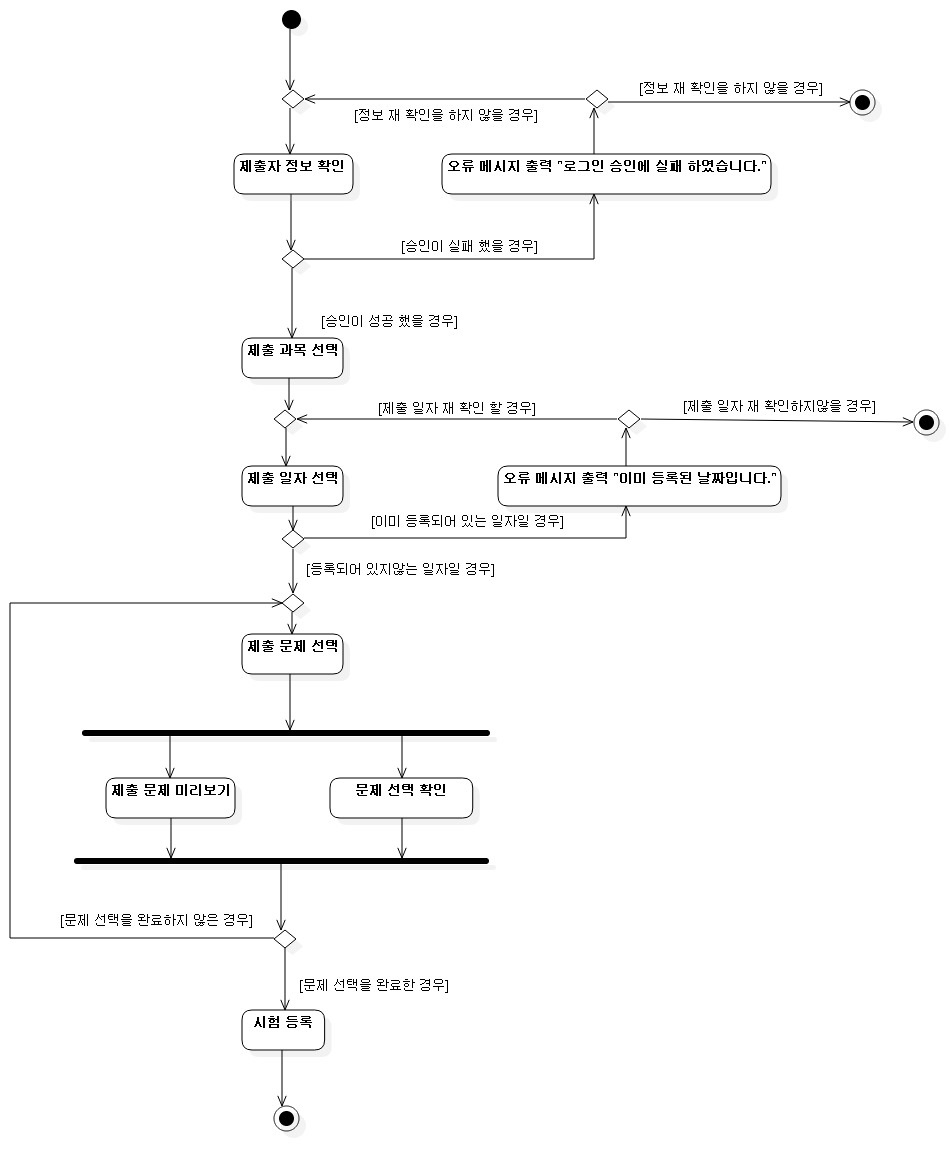 [정보 재 확인을 하지 않을 경우]
[정보 재 확인을 하지 않을 경우]
제출자 정보 확인
오류 메시지 출력 "로그인 승인에 실패 하였습니다."
[승인이 실패 했을 경우]
[승인이 성공 했을 경우]
제출 과목 선택
[제출 일자 재 확인 할 경우]
[제출 일자 재 확인하지않을 경우]
제출 일자 선택
오류 메시지 출력 "이미 등록된 날짜입니다."
[이미 등록되어 있는 일자일 경우]
[등록되어 있지않는 일자일 경우]
제출 문제 선택
제출 문제 미리보기
문제 선택 확인
[문제 선택을 완료하지 않은 경우]
[문제 선택을 완료한 경우]
시험 등록